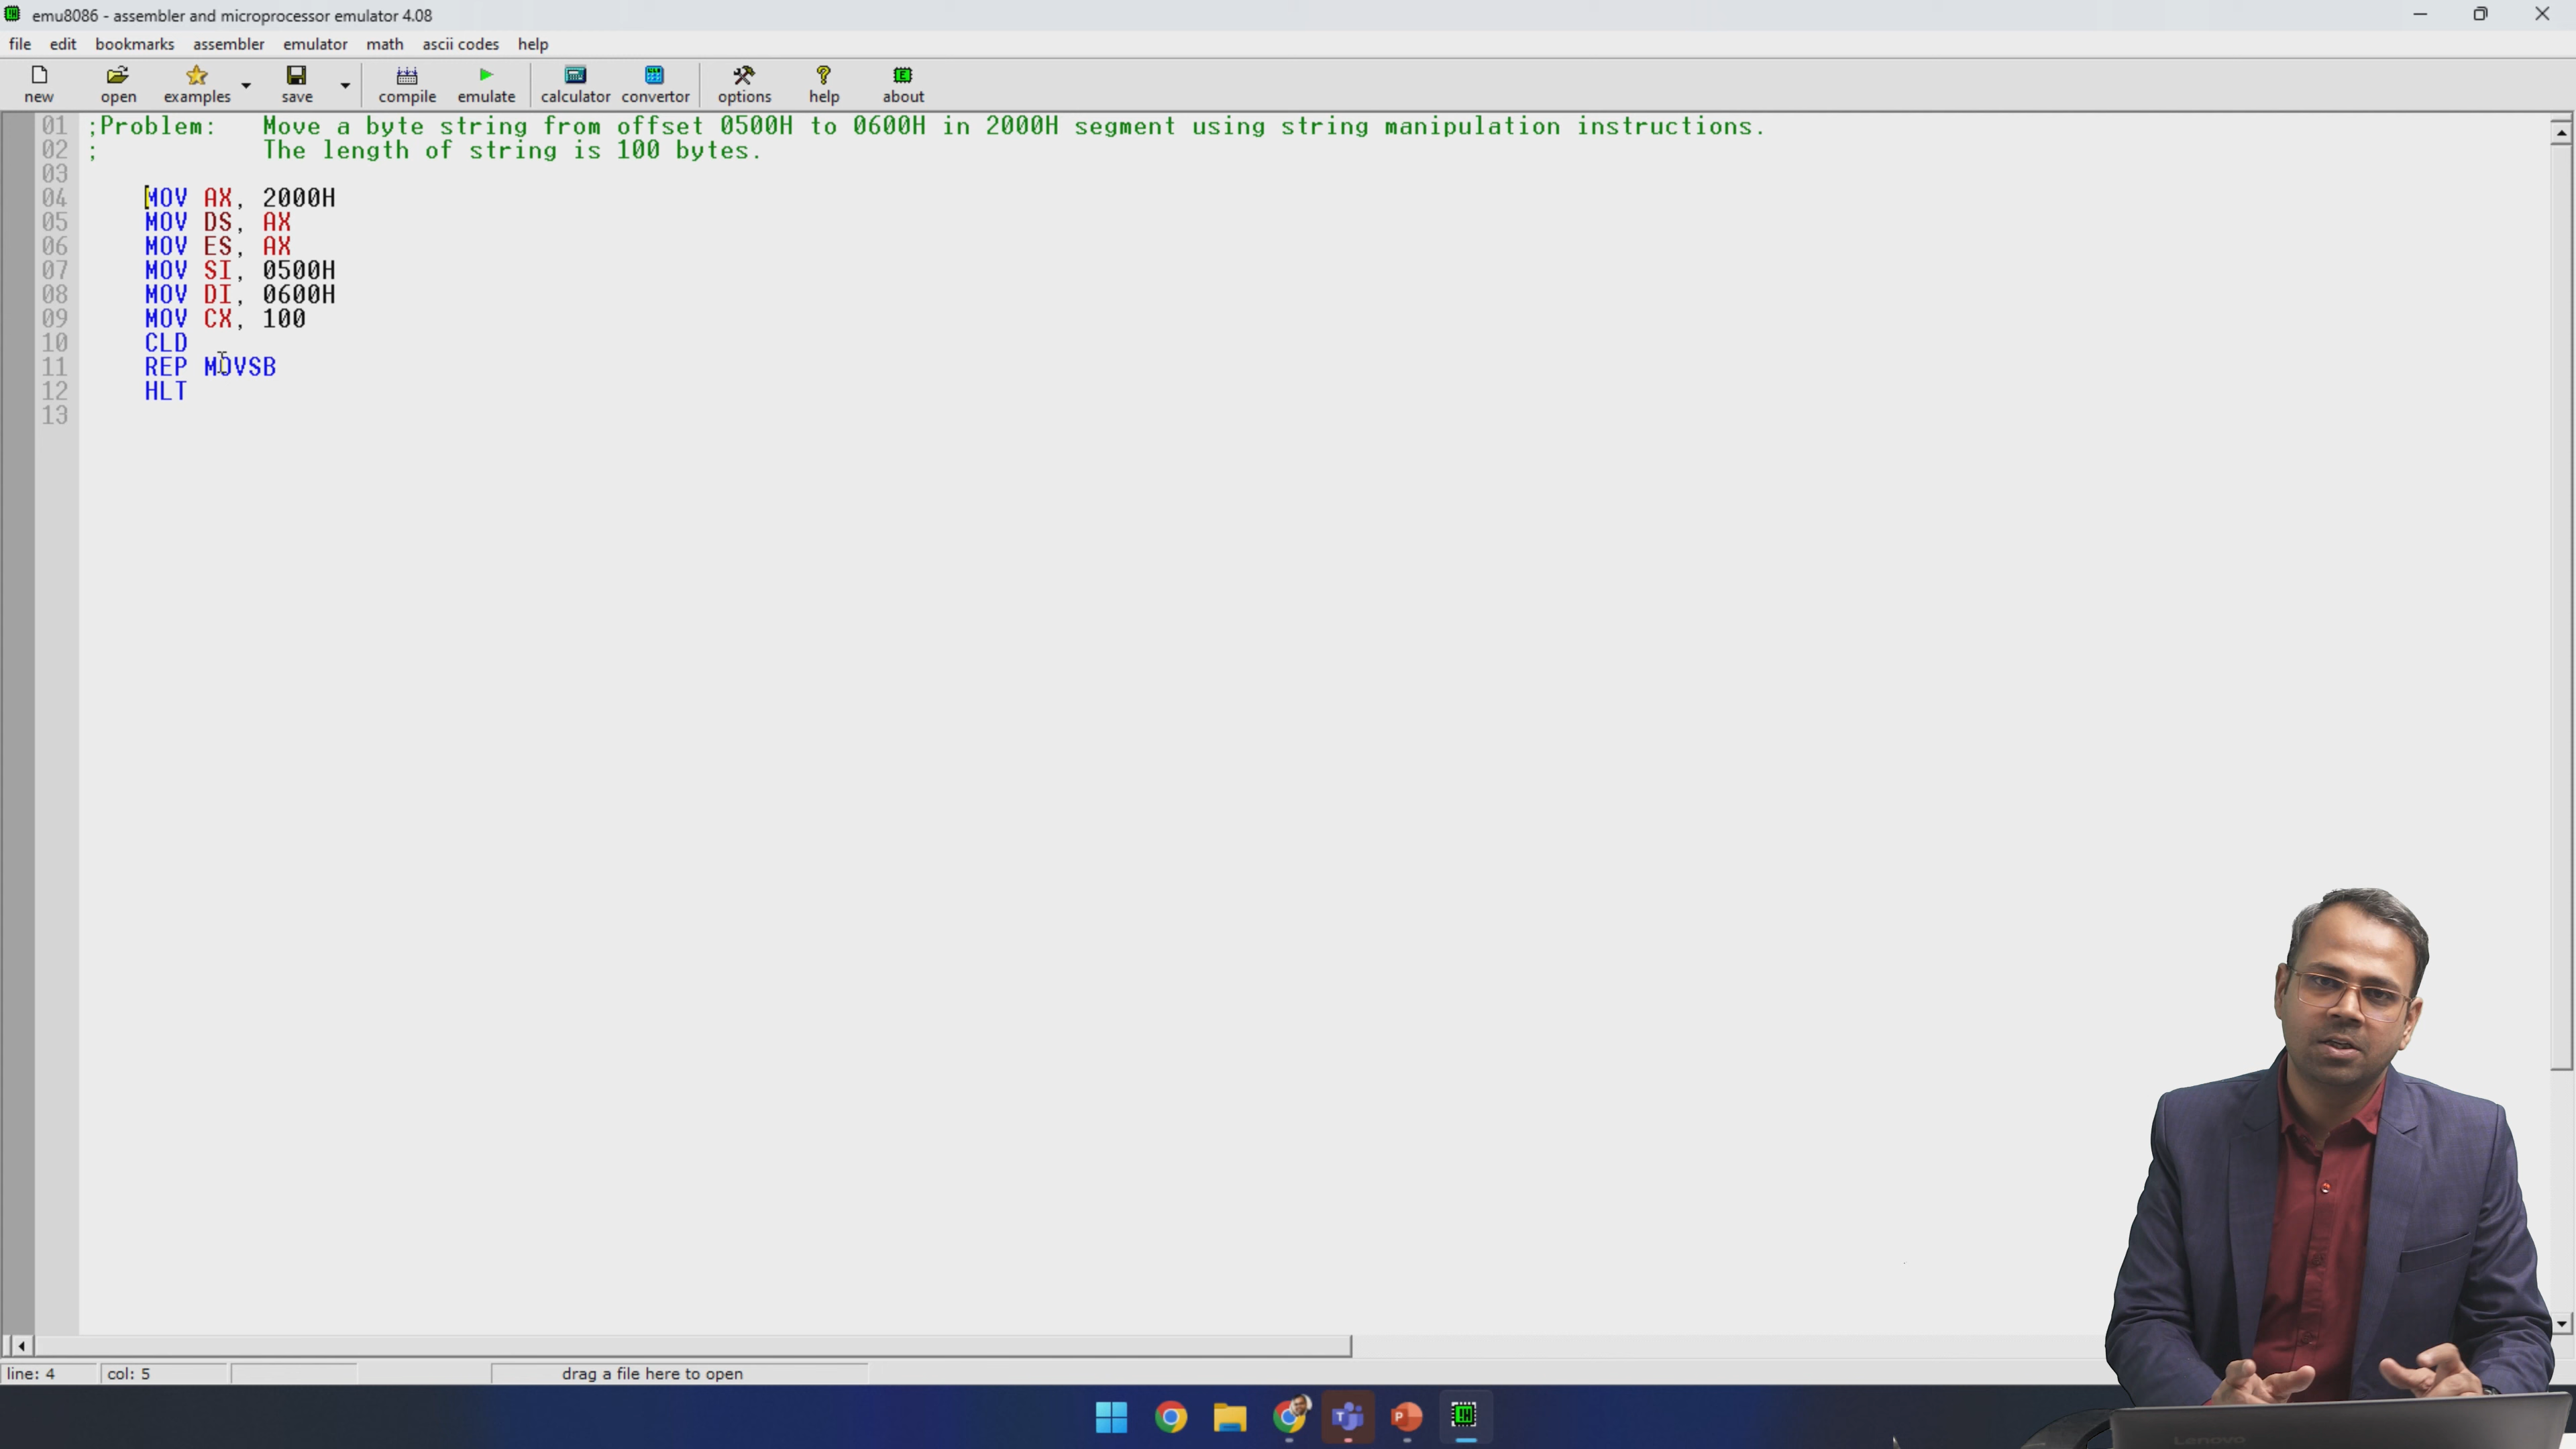 emu8086 - assembler and microprocessor emulator 4.08
file edit bookmarks assembler emulator math ascii codes help
new open examples save compile emulate calculator convertor options help about
01 ;Problem: Move a byte string from offset 0500H to 0600H in 2000H segment using string manipulation instructions.
02 ; The length of string is 100 bytes.
03
04 MOV AX, 2000H
05 MOV DS, AX
06 MOV ES, AX
07 MOV SI, 0500H
08 MOV DI, 0600H
09 MOV CX, 100
10 CLD
11 REP MOVSB
12 HLT
13
line: 4 col: 5 drag a file here to open
Lenovo